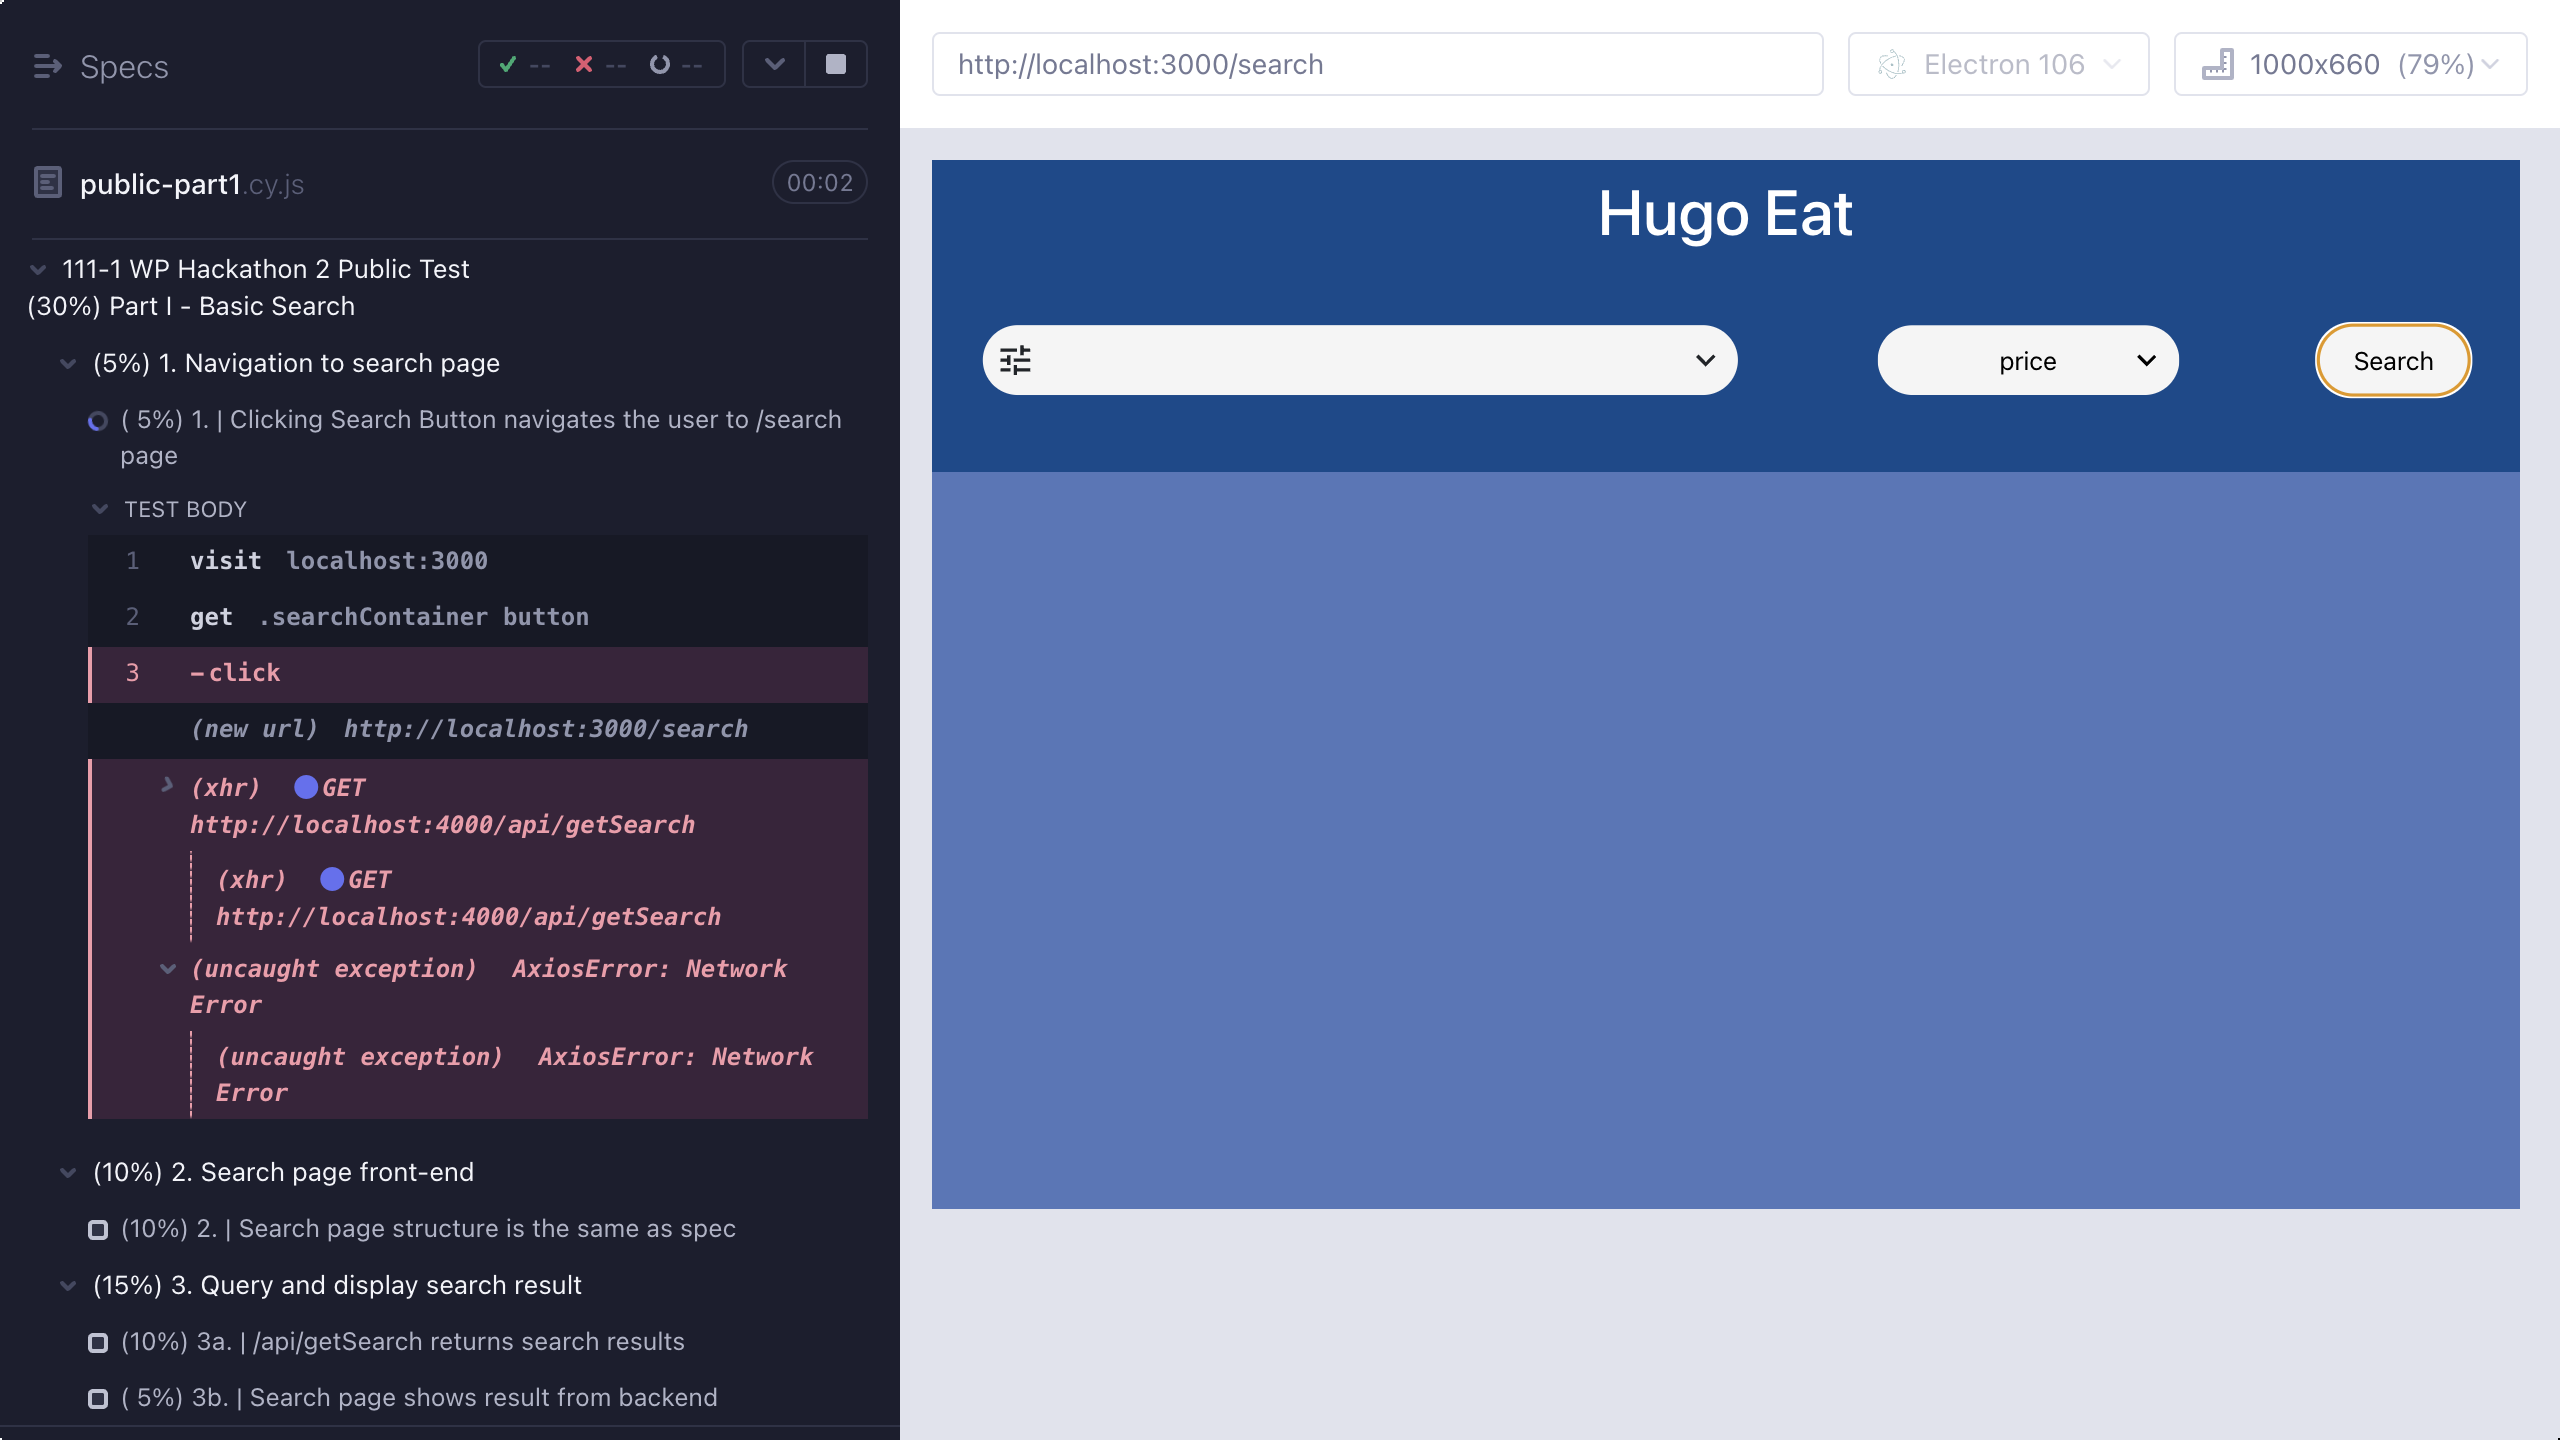 Specs
-- -- --
public-part1.cy.js
00:02
111-1 WP Hackathon 2 Public Test
(30%) Part I - Basic Search
(5%) 1. Navigation to search page
( 5%) 1. | Clicking Search Button navigates the user to /search
page
TEST BODY
1 visit localhost:3000
2 get .searchContainer button
3 -click
(new url) http://localhost:3000/search
(xhr) GET
http://localhost:4000/api/getSearch
(xhr) GET
http://localhost:4000/api/getSearch
(uncaught exception) AxiosError: Network
Error
(uncaught exception) AxiosError: Network
Error
(10%) 2. Search page front-end
(10%) 2. | Search page structure is the same as spec
(15%) 3. Query and display search result
(10%) 3a. | /api/getSearch returns search results
( 5%) 3b. | Search page shows result from backend
http://localhost:3000/search
Electron 106
1000x660 (79%)
Hugo Eat
price
Search